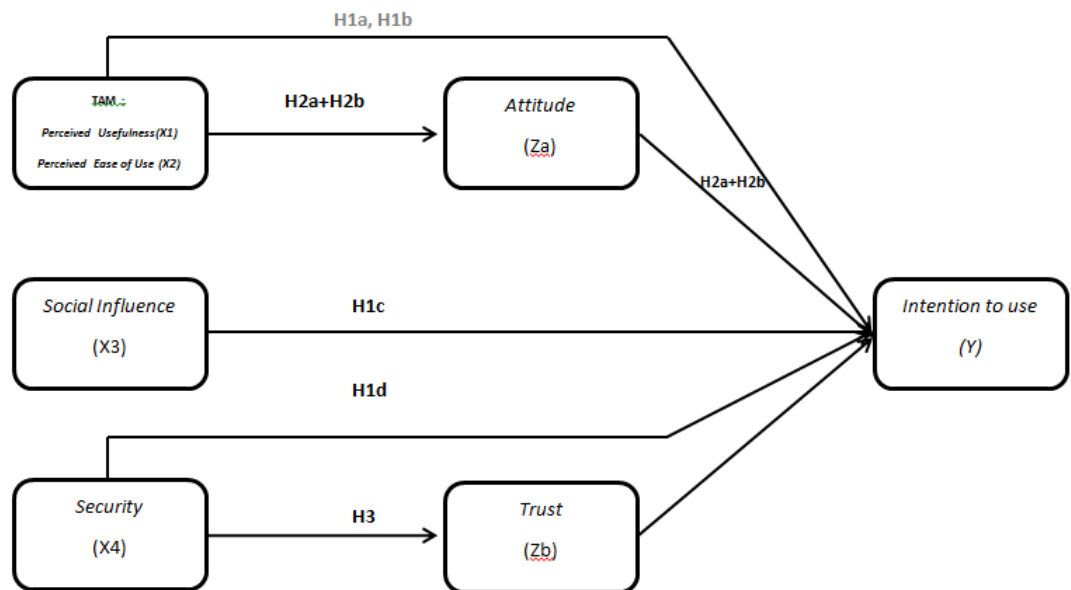 H1a, H1b
TAM :
Perceived Usefulness(X1)
Perceived Ease of Use (X2)
H2a+H2b
Attitude
(Za)
H2a+H2b
Social Influence
(X3)
H1c
Intention to use
(Y)
H1d
Security
(X4)
H3
Trust
(Zb)